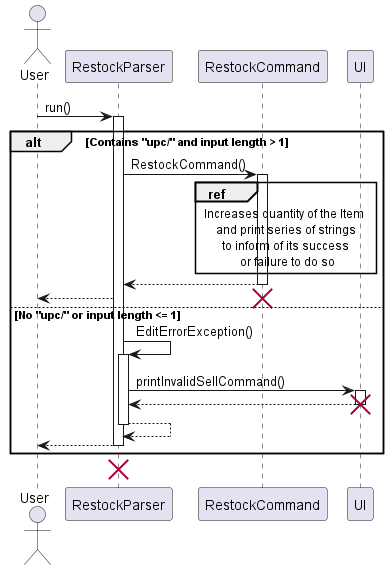 User
RestockParser
RestockCommand
UI
run()
alt
[Contains "upc/" and input length > 1]
RestockCommand()
ref
Increases quantity of the Item
and print series of strings
to inform of its success
or failure to do so
[No "upc/" or input length <= 1]
EditErrorException()
printInvalidSellCommand()
User
RestockParser
RestockCommand
UI